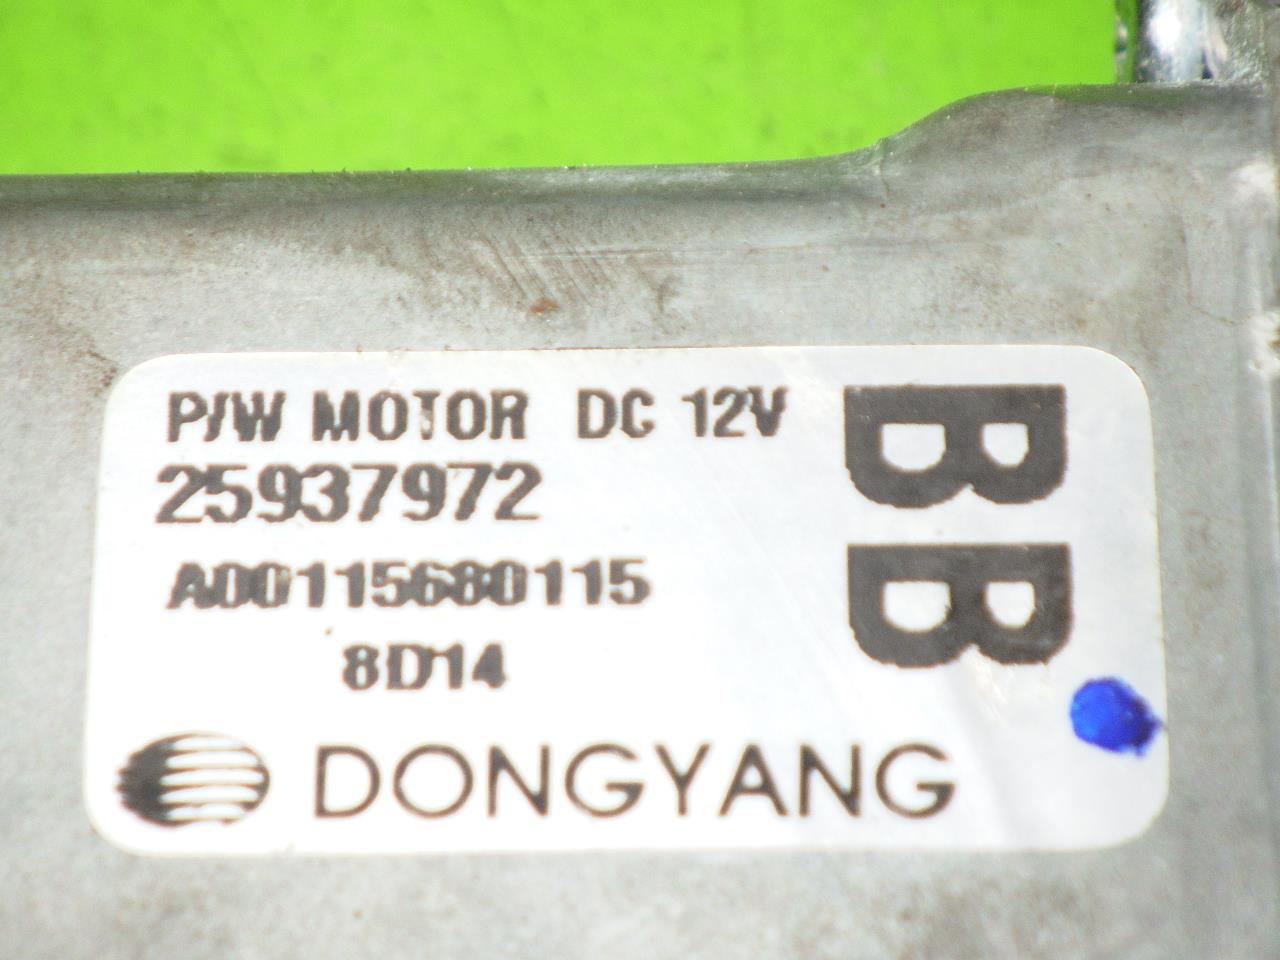 P/W MOTOR DC 12V
25937972
A00115680115
8D14
BB
DONGYANG